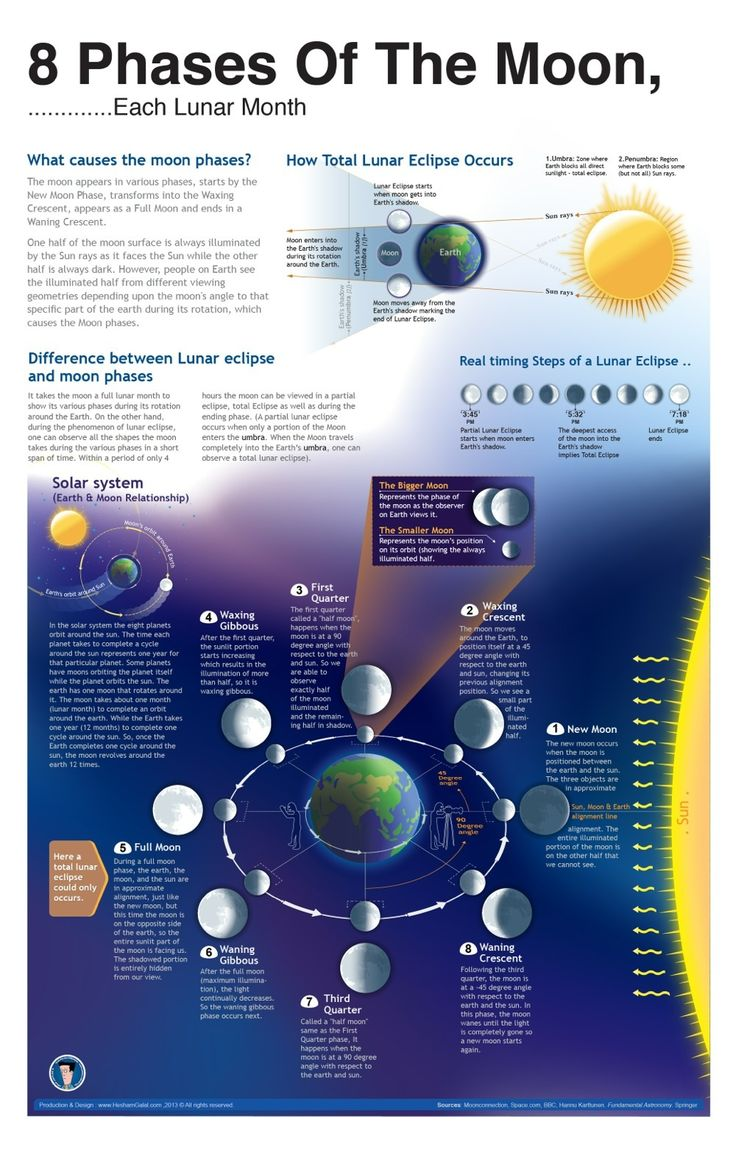 8 Phases Of The Moon,
.............Each Lunar Month
What causes the moon phases?
The moon appears in various phases, starts by the
New Moon Phase, transforms into the Waxing
Crescent, appears as a Full Moon and ends in a
Waning Crescent.
One half of the moon surface is always illuminated
by the Sun rays as it faces the Sun while the other
half is always dark. However, people on Earth see
the illuminated half from different viewing
geometries depending upon the moon's angle to that
specific part of the earth during its rotation, which
causes the Moon phases.
How Total Lunar Eclipse Occurs
1.Umbra: Zone where
Earth blocks all direct
sunlight - total eclipse.
2.Penumbra: Region
where Earth blocks some
(but not all) Sun rays.
Lunar Eclipse starts
when moon gets into
Earth's shadow.
Moon enters into
the Earth's shadow
during its rotation
around the Earth.
Earth's shadow
(Umbra
Earth's shadow
(Penumbra
Moon
Earth
Sun rays
Sun rays
Sun rays
Sun rays
Moon moves away from the
Earth's shadow marking the
end of Lunar Eclipse.
Difference between Lunar eclipse
and moon phases
It takes the moon a full lunar month to
show its various phases during its rotation
around the Earth. On the other hand,
during the phenomenon of lunar eclipse,
one can observe all the shapes the moon
takes during the various phases in a short
span of time. Within a period of only 4
hours the moon can be viewed in a partial
eclipse, total Eclipse as well as during the
ending phase. (A partial lunar eclipse
occurs when only a portion of the Moon
enters the umbra. When the Moon travels
completely into the Earth's umbra, one can
observe a total lunar eclipse).
Real timing Steps of a Lunar Eclipse ..
3:45
PM
Partial Lunar Eclipse
starts when moon enters
Earth's shadow.
5:32
PM
The deepest access
of the moon into the
Earth's shadow
implies Total Eclipse
7:18
PM
Lunar Eclipse
ends
Solar system
(Earth & Moon Relationship)
Moon's orbit around Earth
Earth's orbit around Sun
In the solar system the eight planets
orbit around the sun. The time each
planet takes to complete a cycle
around the sun represents one year for
that particular planet. Some planets
have moons orbiting the planet itself
while the planet orbits the sun. The
earth has one moon that rotates around
it. The moon takes about one month
(lunar month) to complete an orbit
around the earth. While the Earth takes
one year (12 months) to complete one
cycle around the sun. So, once the
Earth completes one cycle around the
sun, the moon revolves around the
earth 12 times.
The Bigger Moon
Represents the phase of
the moon as the observer
on Earth views it.
The Smaller Moon
Represents the moon's position
on its orbit (showing the always
illuminated half.
4 Waxing
Gibbous
After the first quarter,
the sunlit portion
starts increasing
which results in the
illumination of more
than half, so it is
waxing gibbous.
3 First
Quarter
The first quarter
called a "half moon",
happens when the
moon is at a 90
degree angle with
respect to the earth
and sun. So we
are able to
observe
exactly half
of the moon
illuminated
and the remain-
ing half in shadow.
2 Waxing
Crescent
The moon moves
around the Earth, to
position itself at a 45
degree angle with
respect to the earth
and sun, changing its
previous alignment
position. So we see a
small part
of the
illumi-
nated
half.
1 New Moon
The new moon occurs
when the moon is
positioned between
the earth and the sun.
The three objects are
in approximate
Sun, Moon & Earth
alignment line
alignment. The
entire illuminated
portion of the moon is
on the other half that
we cannot see.
. Sun .
45
Degree
angle
90
Degree
angle
Here a
total lunar
eclipse
could only
occurs.
5 Full Moon
During a full moon
phase, the earth, the
moon, and the sun are
in approximate
alignment, just like
the new moon, but
this time the moon is
on the opposite side
of the earth, so the
entire sunlit part of
the moon is facing us.
The shadowed portion
is entirely hidden
from our view.
6 Waning
Gibbous
After the full moon
(maximum illumina-
tion), the light
continually decreases.
So the waning gibbous
phase occurs next.
7 Third
Quarter
Called a "half moon"
same as the First
Quarter phase, It
happens when the
moon is at a 90 degree
angle with respect to
the earth and sun.
8 Waning
Crescent
Following the third
quarter, the moon is
at a -45 degree angle
with respect to the
earth and the sun. In
this phase, the moon
wanes until the light
is completely gone so
a new moon starts
again.
Production & Design : www.HeshamGalal.com ,2013 © All rights reserved
Sources: Moonconnection, Space.com, BBC; Hannu Karttunen. Fundamental Astronomy. Springer